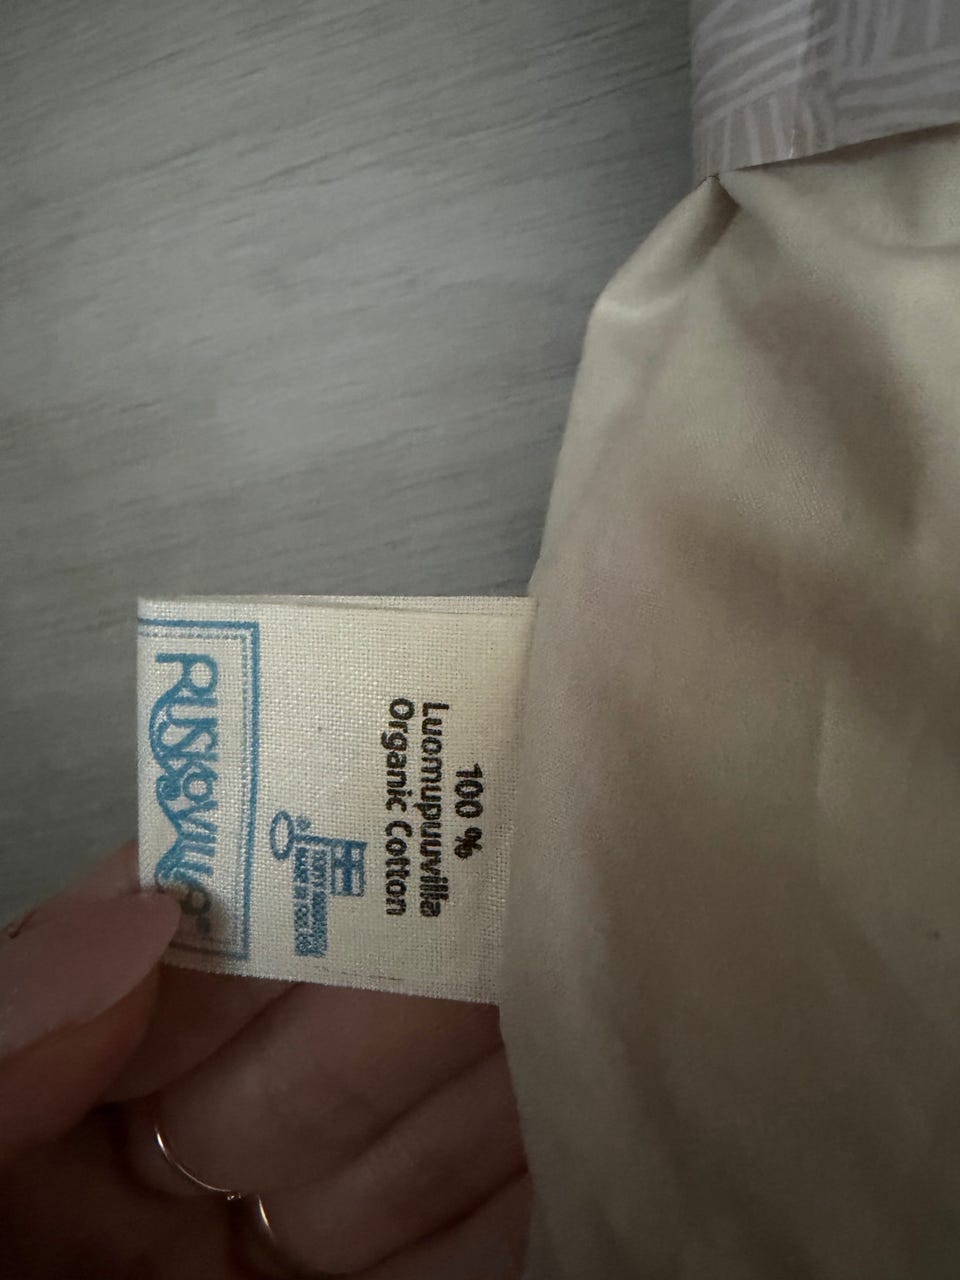 100 %
Luomupuuvilla
Organic Cotton
RUSKOVILLA®